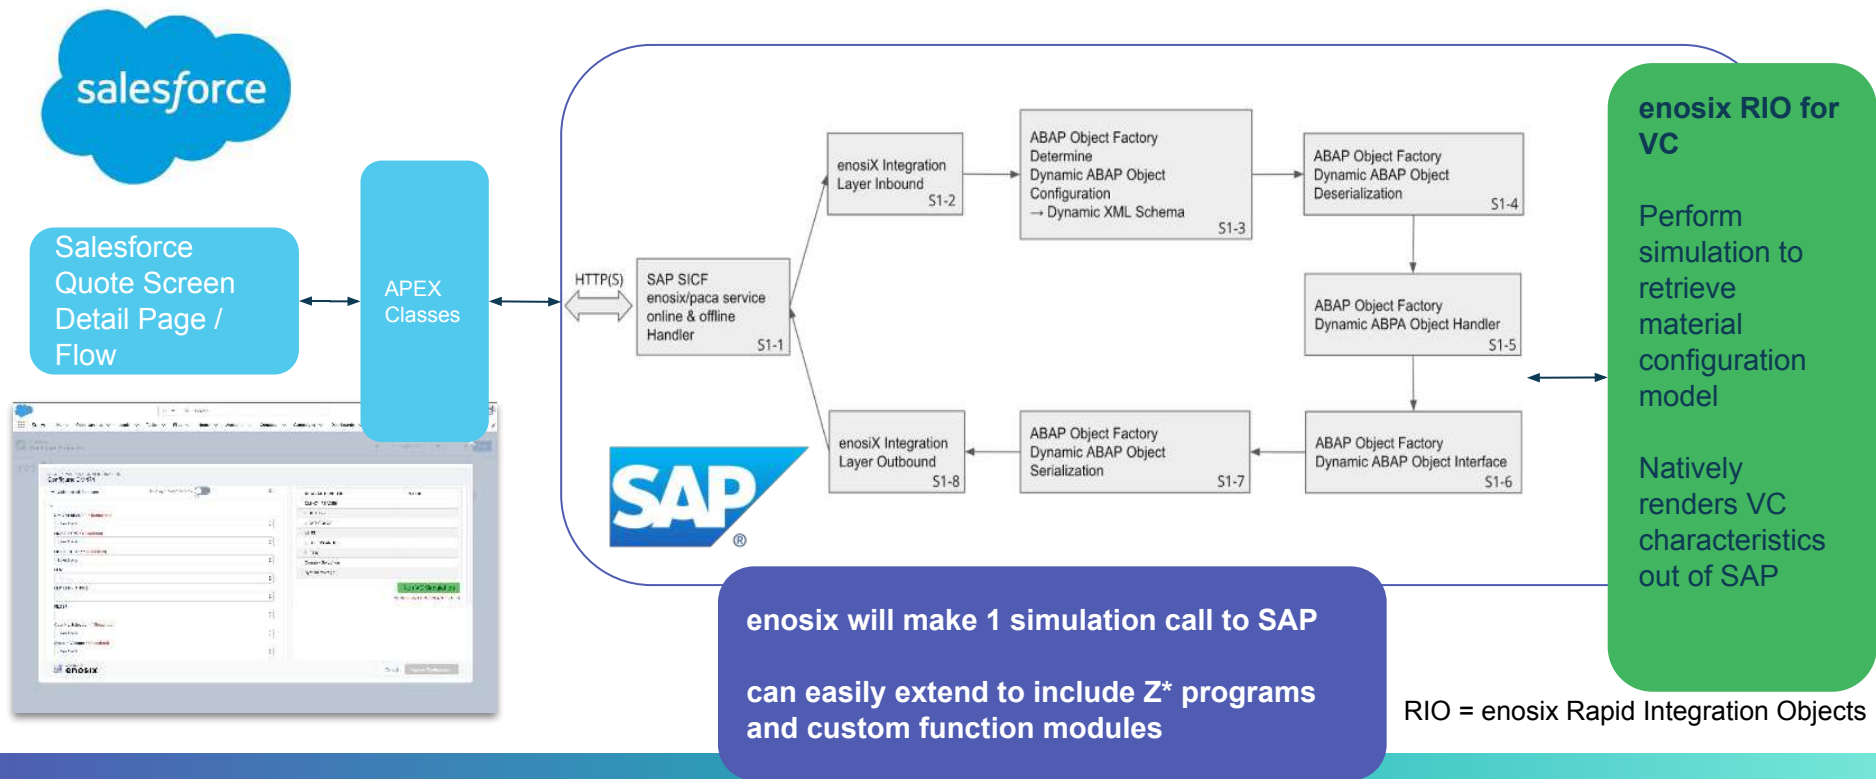 salesforce
Salesforce
Quote Screen
Detail Page /
Flow
APEX
Classes
HTTP(S)
SAP SICF
enosix/paca service
online & offline
Handler
S1-1
enosiX Integration
Layer Inbound
S1-2
ABAP Object Factory
Determine
Dynamic ABAP Object
Configuration
→ Dynamic XML Schema
S1-3
ABAP Object Factory
Dynamic ABAP Object
Deserialization
S1-4
ABAP Object Factory
Dynamic ABPA Object Handler
S1-5
ABAP Object Factory
Dynamic ABAP Object Interface
S1-6
ABAP Object Factory
Dynamic ABAP Object
Serialization
S1-7
enosiX Integration
Layer Outbound
S1-8
SAP
®
enosix RIO for
VC
Perform
simulation to
retrieve
material
configuration
model
Natively
renders VC
characteristics
out of SAP
enosix
enosix will make 1 simulation call to SAP
can easily extend to include Z* programs
and custom function modules
RIO = enosix Rapid Integration Objects